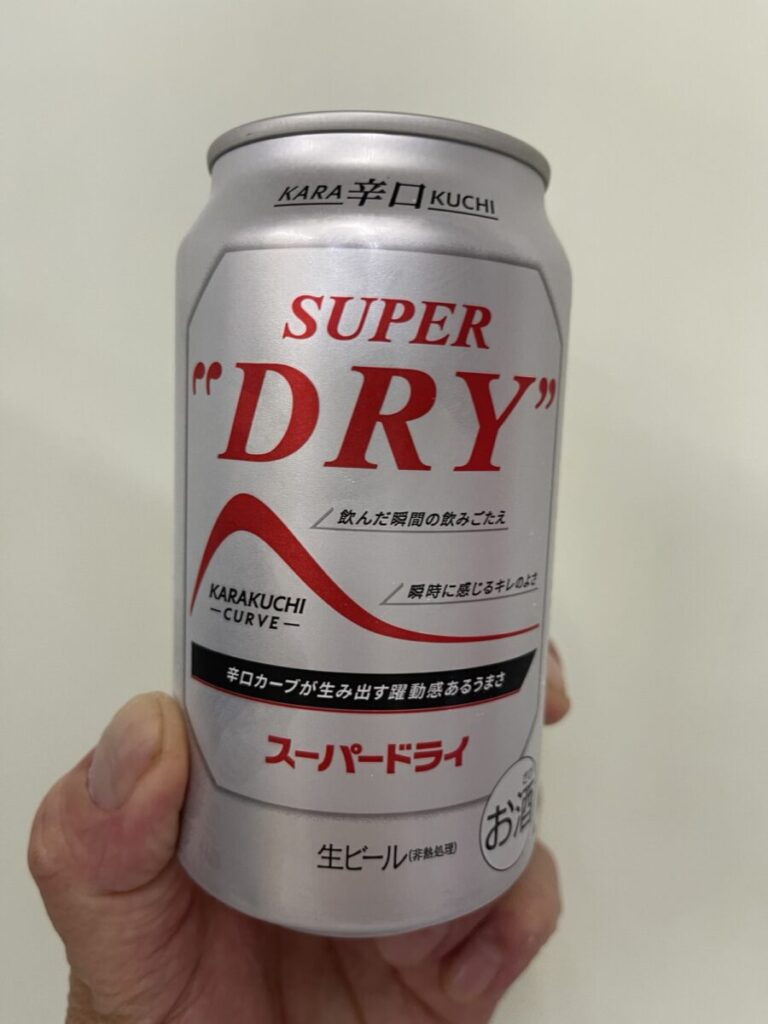 KARA 辛口 KUCHI
SUPER
“DRY”
飲んだ瞬間の飲みごたえ
瞬時に感じるキレのよさ
KARAKUCHI
—CURVE—
辛口カーブが生み出す躍動感あるうまさ
スーパードライ
お酒
生ビール(非熱処理)